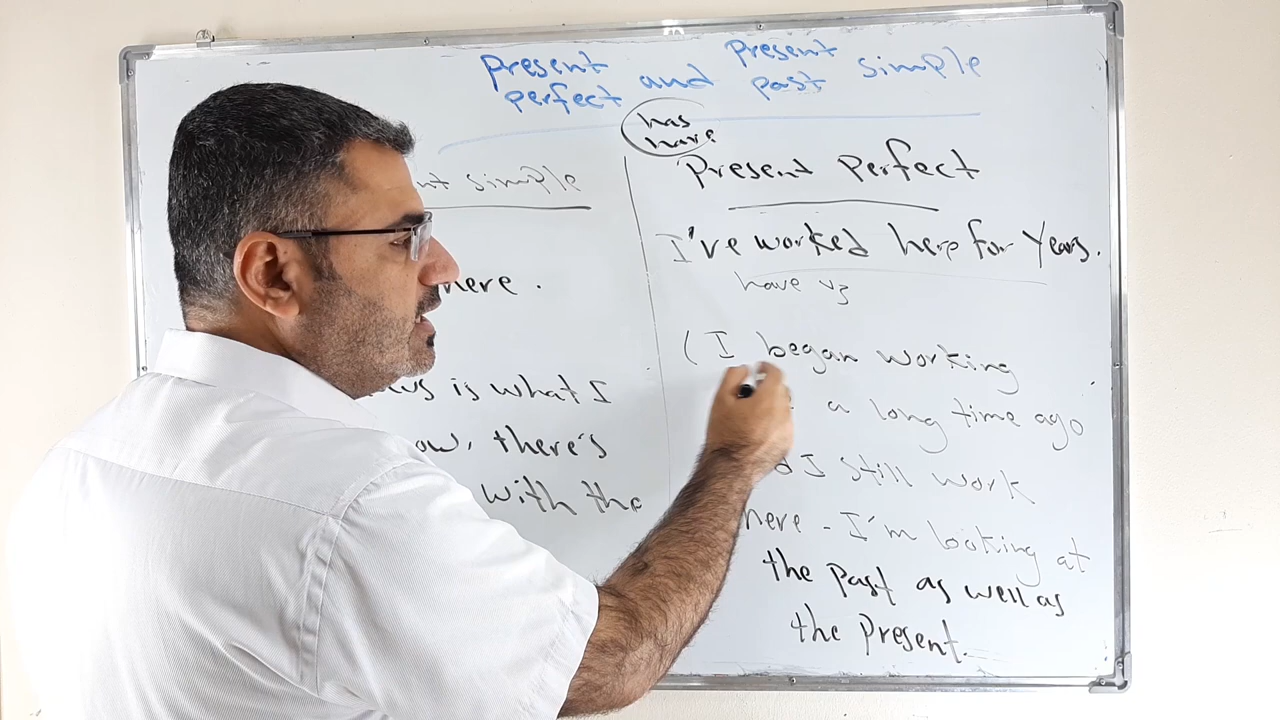 present present
perfect and past simple
has
have
simple
Present perfect
here.
I've worked here for years.
have v3
is what I
there's
with the
(I began working
a long time ago
I still work
here - I'm looking at
the past as well as
the present.